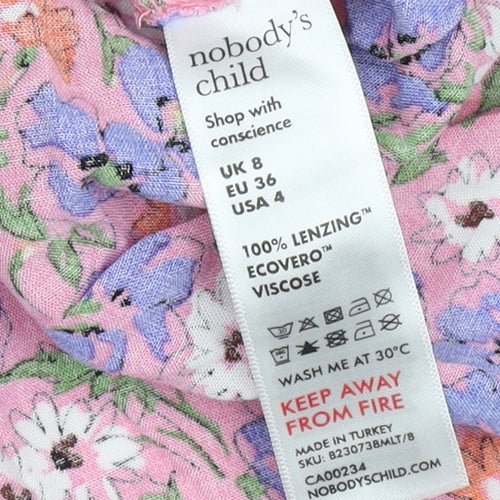 nobody's
child
Shop with
conscience
UK 8
EU 36
USA 4
100% LENZING™
ECOVERO™
VISCOSE
WASH ME AT 30°C
KEEP AWAY
FROM FIRE
MADE IN TURKEY
SKU: B23073BMLT/8
CA00234
NOBODYSCHILD.COM